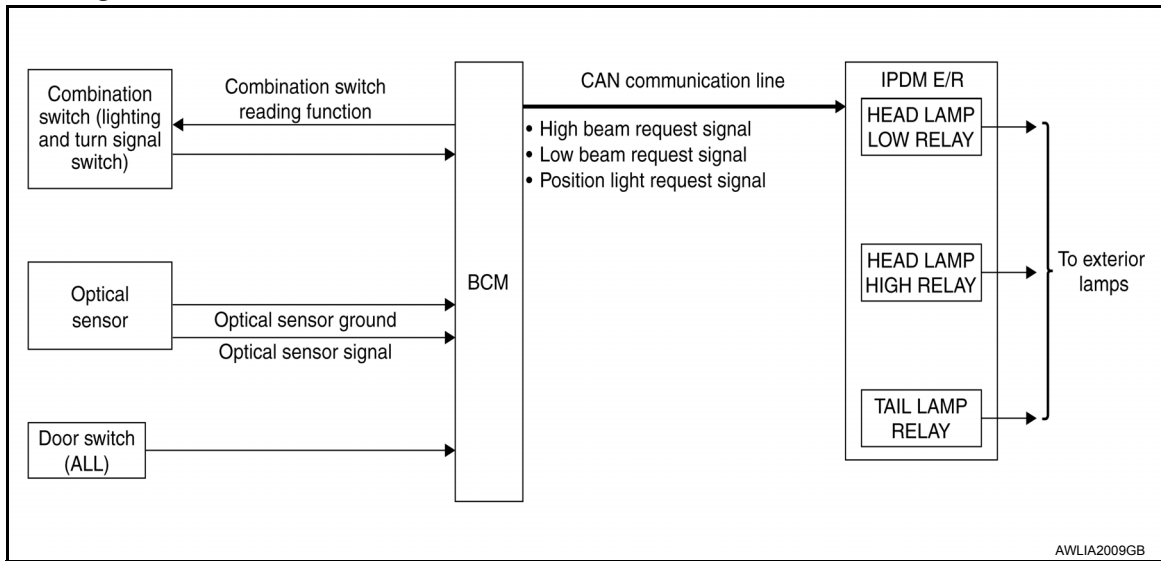 Combination
switch (lighting
and turn signal
switch)
Combination switch
reading function
Optical
sensor
Optical sensor ground
Optical sensor signal
Door switch
(ALL)
BCM
CAN communication line
• High beam request signal
• Low beam request signal
• Position light request signal
IPDM E/R
HEAD LAMP
LOW RELAY
HEAD LAMP
HIGH RELAY
TAIL LAMP
RELAY
To exterior
lamps
AWLIA2009GB